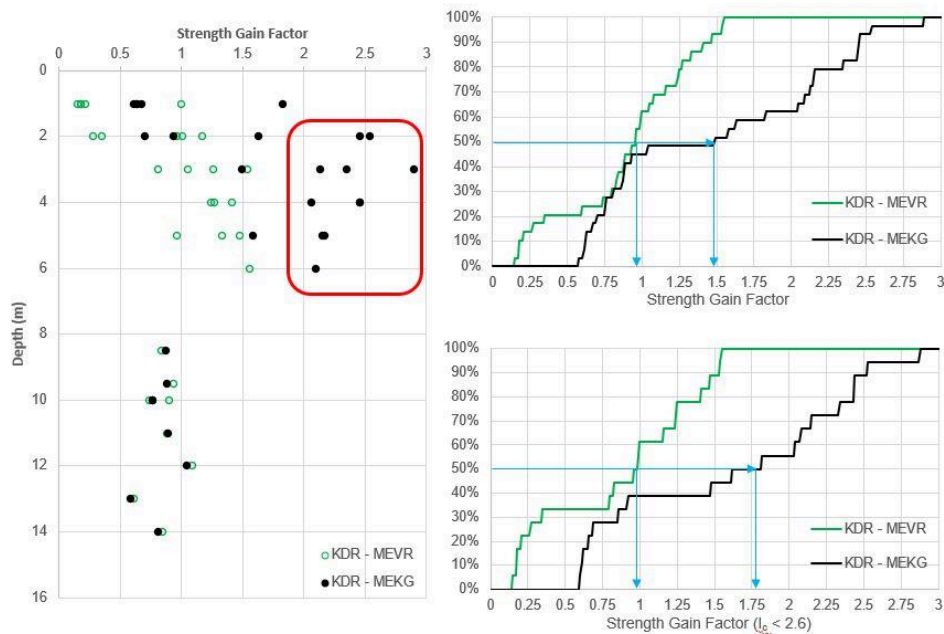 Strength Gain Factor
0 0.5 1 1.5 2 2.5 3
0
2
4
6
8
10
12
14
16
Depth (m)
KDR - MEVR
KDR - MEKG
100%
90%
80%
70%
60%
50%
40%
30%
20%
10%
0%
KDR - MEVR
KDR - MEKG
0 0.25 0.5 0.75 1 1.25 1.5 1.75 2 2.25 2.5 2.75 3
Strength Gain Factor
100%
90%
80%
70%
60%
50%
40%
30%
20%
10%
0%
KDR - MEVR
KDR - MEKG
0 0.25 0.5 0.75 1 1.25 1.5 1.75 2 2.25 2.5 2.75 3
Strength Gain Factor (Ic < 2.6)